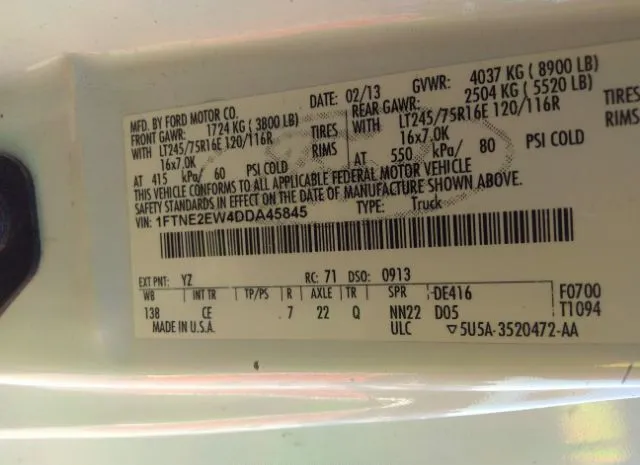 MFD. BY FORD MOTOR CO.
DATE: 02/13 GVWR: 4037 KG ( 8900 LB)
FRONT GAWR: 1724 KG ( 3800 LB) REAR GAWR: 2504 KG ( 5520 LB)
WITH LT245/75R16E 120/116R TIRES WITH LT245/75R16E 120/116R TIRES
16x7.0K RIMS 16x7.0K RIMS
AT 415 kPa/ 60 PSI COLD AT 550 kPa/ 80 PSI COLD
THIS VEHICLE CONFORMS TO ALL APPLICABLE FEDERAL MOTOR VEHICLE
SAFETY STANDARDS IN EFFECT ON THE DATE OF MANUFACTURE SHOWN ABOVE.
VIN: 1FTNE2EW4DDA45845 TYPE: Truck
EXT PNT: YZ RC: 71 DSO: 0913
WB INT TR TP/PS R AXLE TR SPR DE416 F0700
138 CE 7 22 Q NN22 D05 T1094
MADE IN U.S.A. ULC ▽5U5A-3520472-AA